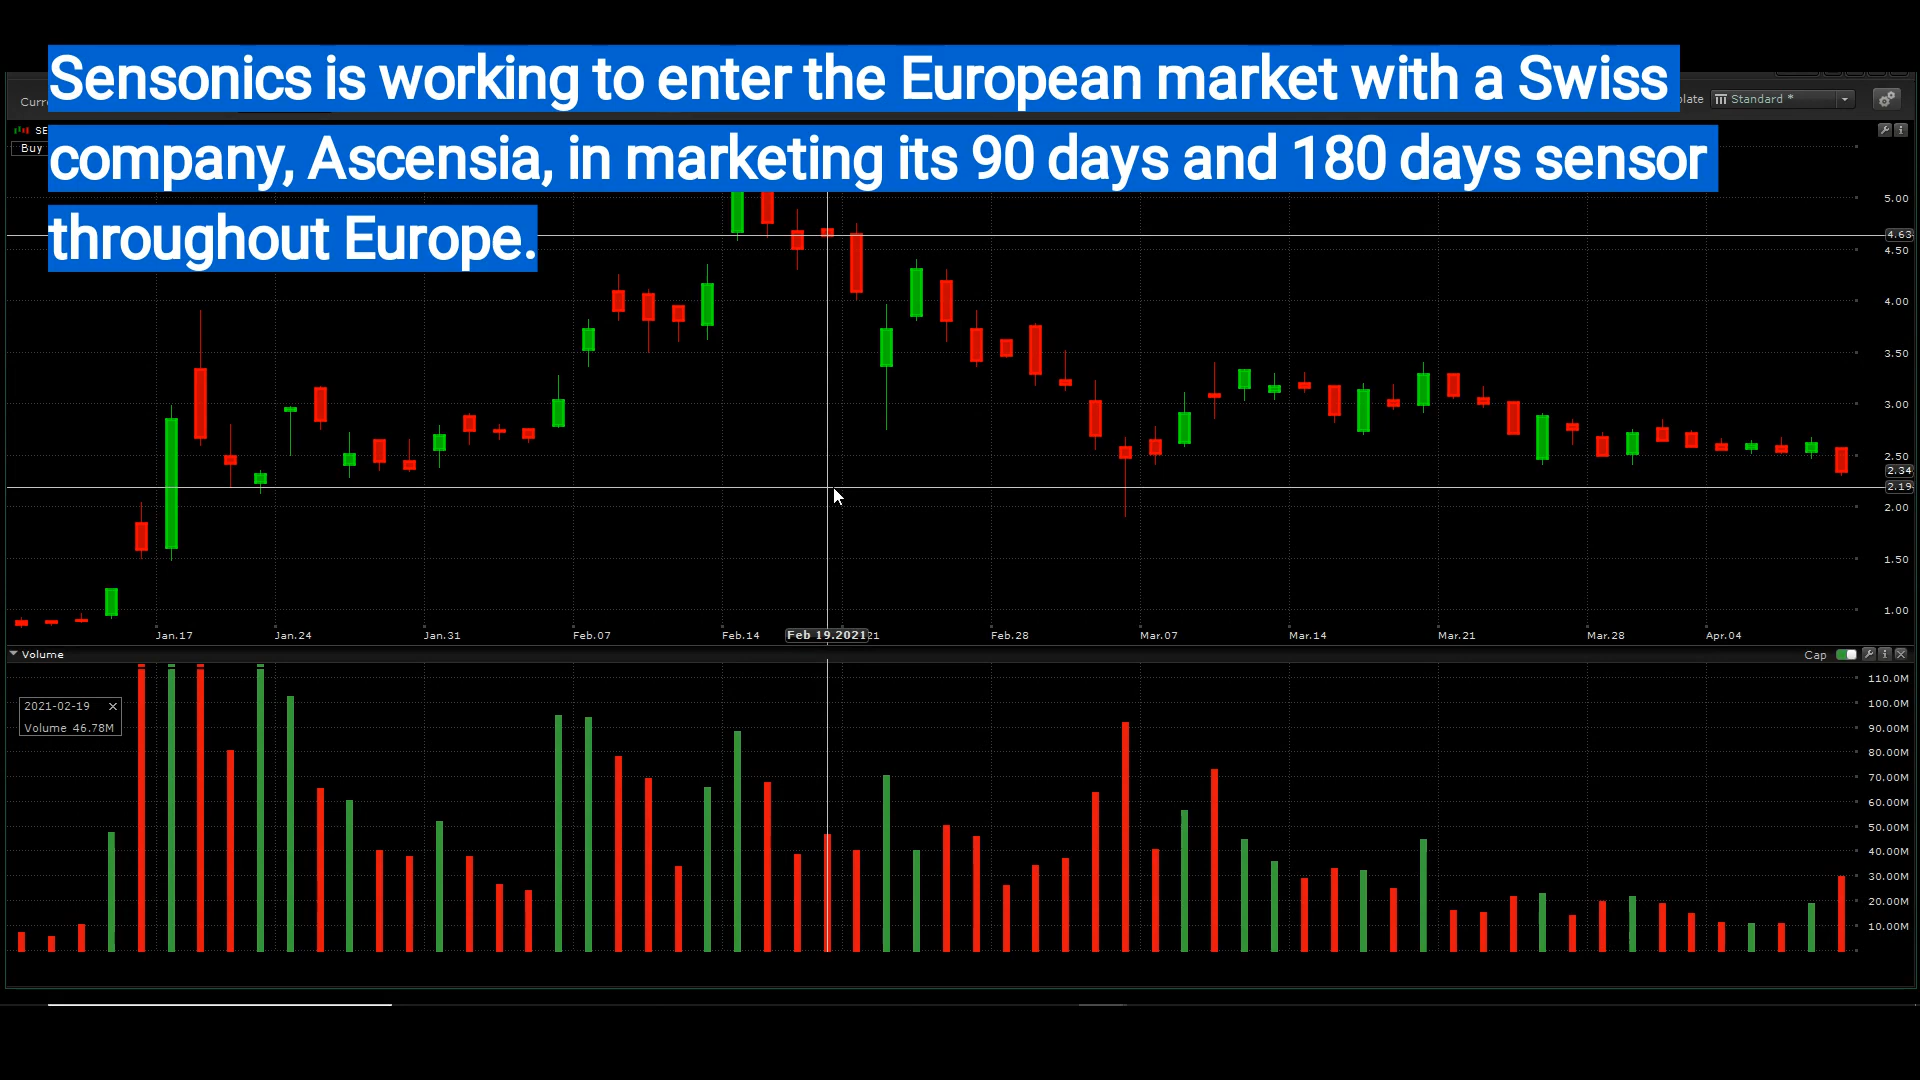 Sensonics is working to enter the European market with a Swiss
company, Ascensia, in marketing its 90 days and 180 days sensor
throughout Europe.
Standard *
Buy
5.00
4.63
4.50
4.00
3.50
3.00
2.50
2.34
2.19
2.00
1.50
1.00
Jan.17 Jan.24 Jan.31 Feb.07 Feb.14 Feb 19.2021 21 Feb.28 Mar.07 Mar.14 Mar.21 Mar.28 Apr.04
Volume Cap
2021-02-19
Volume 46.78M
110.0M
100.0M
90.00M
80.00M
70.00M
60.00M
50.00M
40.00M
30.00M
20.00M
10.00M